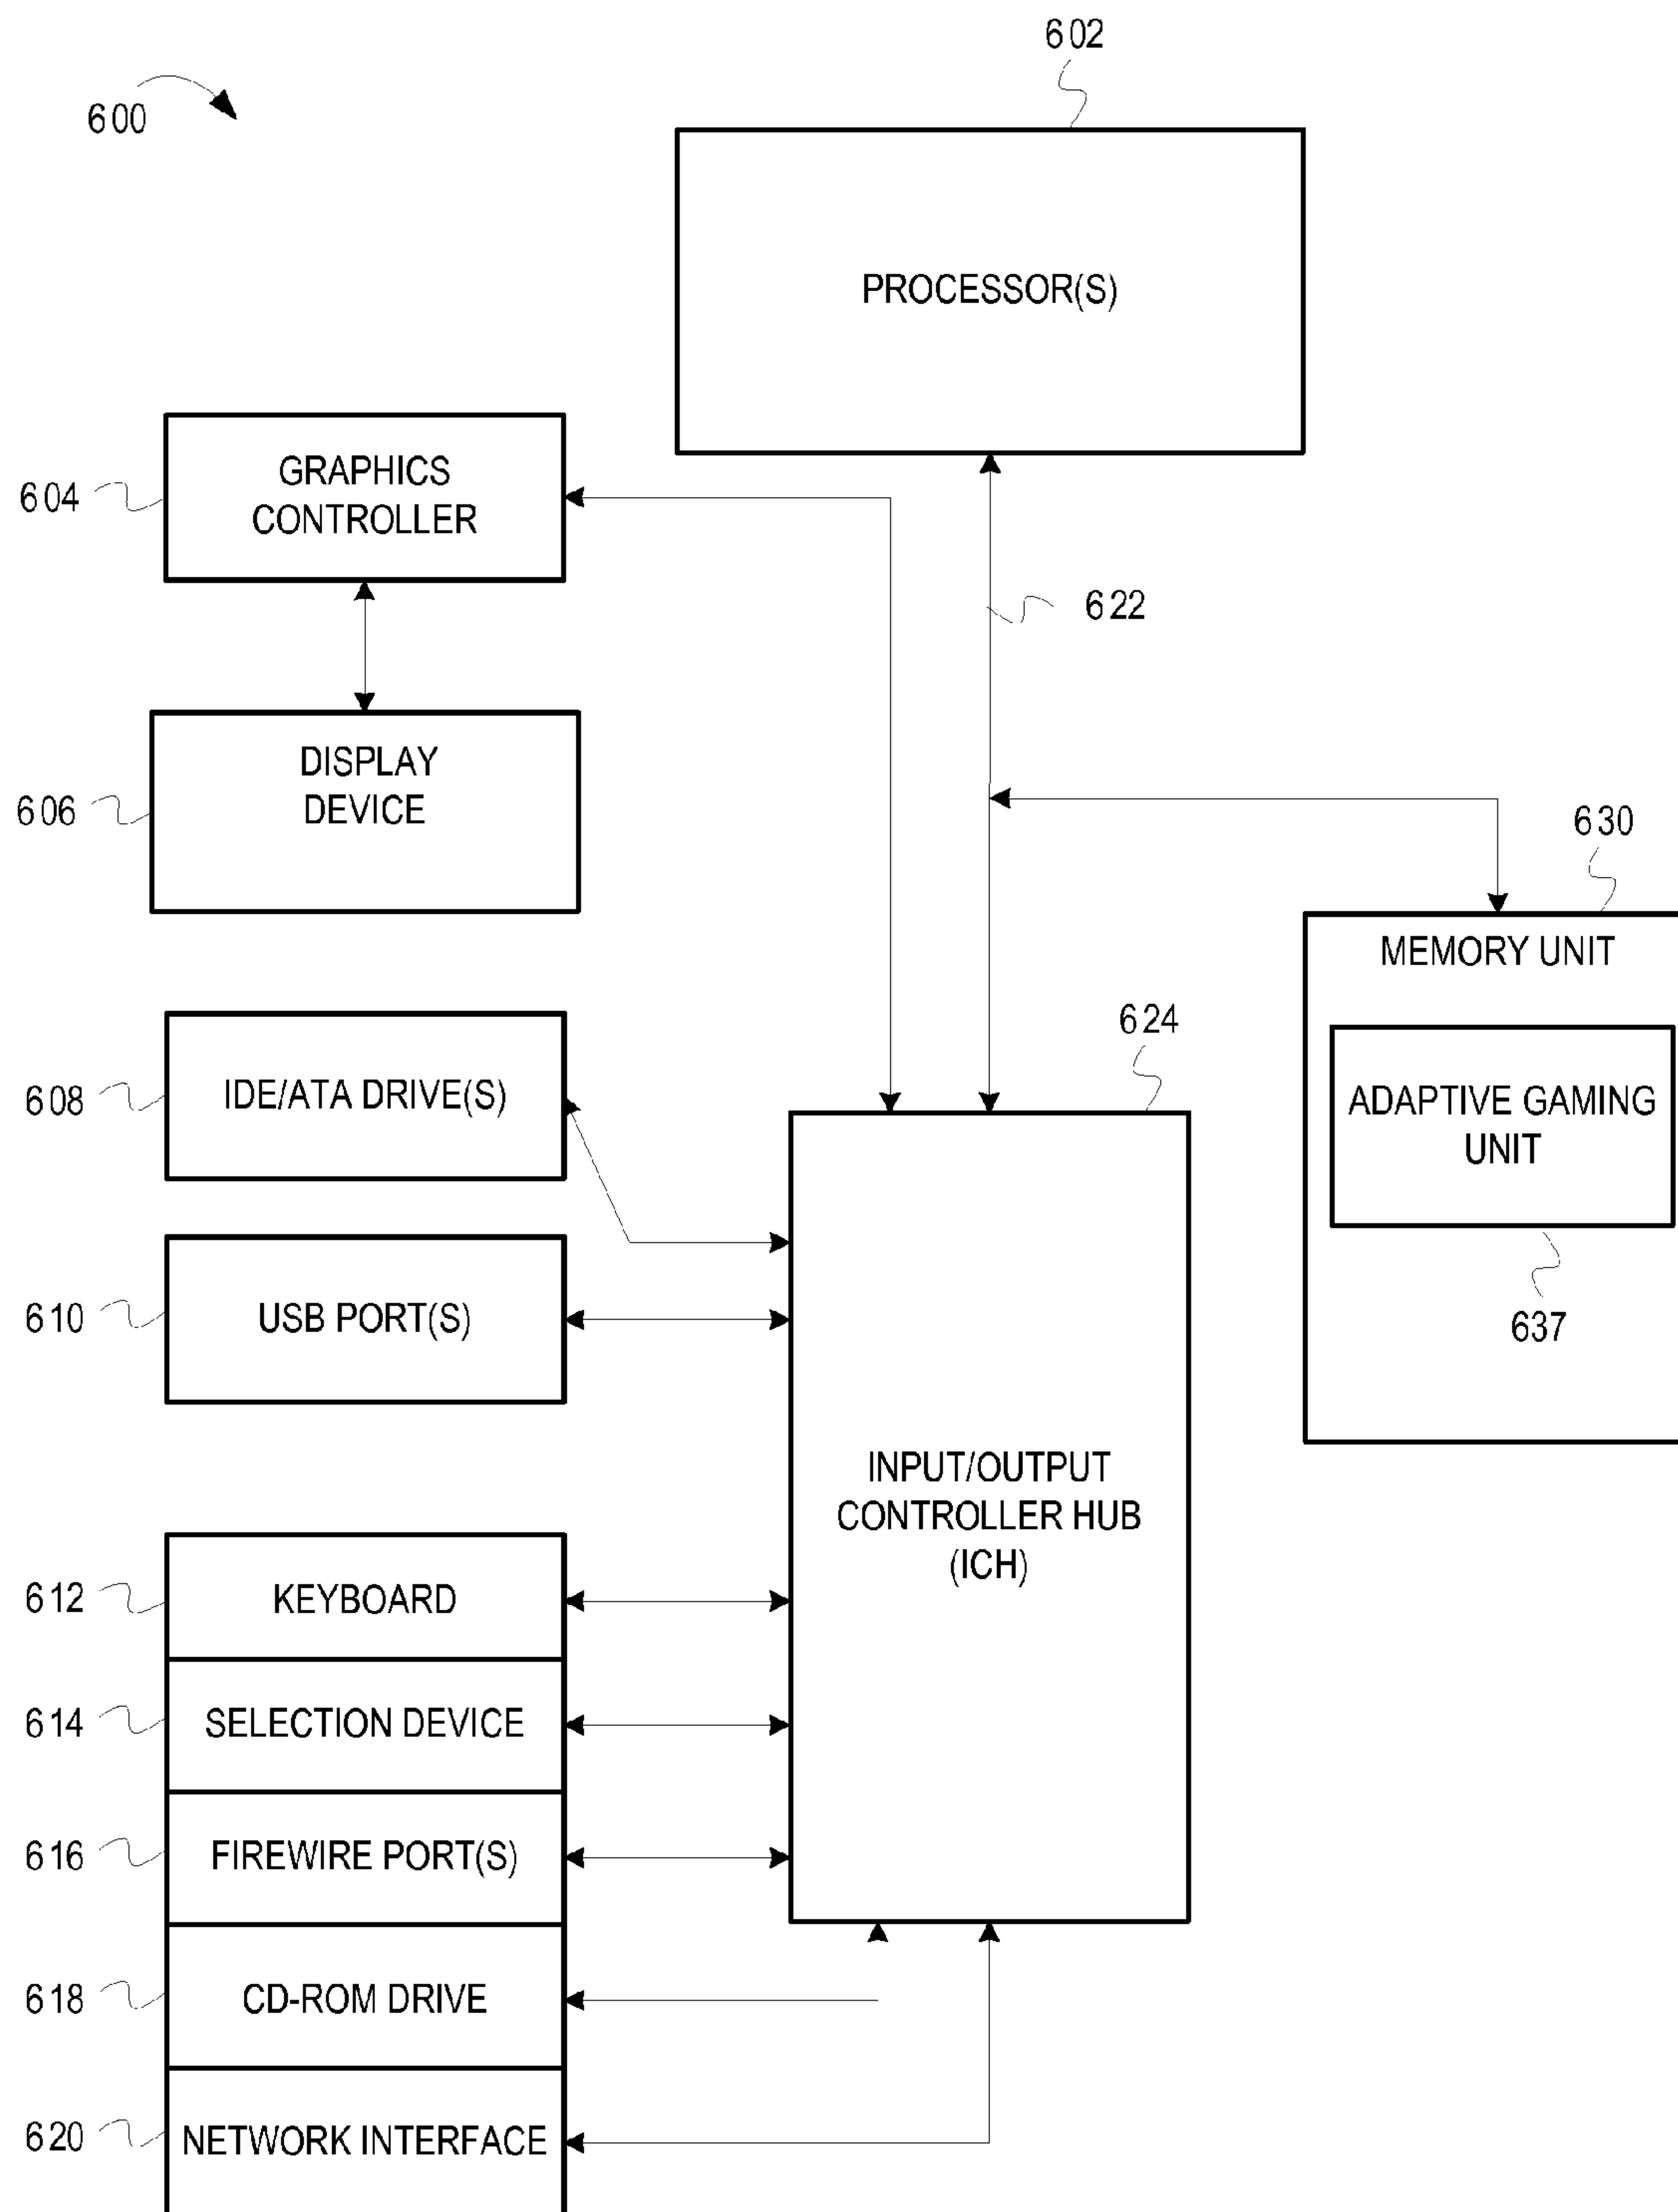 602
600
PROCESSOR(S)
GRAPHICS
CONTROLLER
604
622
DISPLAY
DEVICE
606
630
MEMORY UNIT
624
IDE/ATA DRIVE(S)
608
ADAPTIVE GAMING
UNIT
USB PORT(S)
610
637
INPUT/OUTPUT
CONTROLLER HUB
(ICH)
612
KEYBOARD
614
SELECTION DEVICE
616
FIREWIRE PORT(S)
618
CD-ROM DRIVE
620
NETWORK INTERFACE